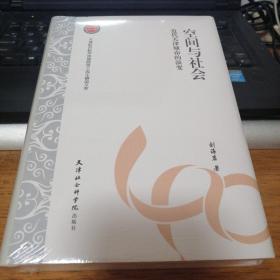 空间与社会
近代天津城市的演变
刘海岩 著
天津社会科学院
出版社